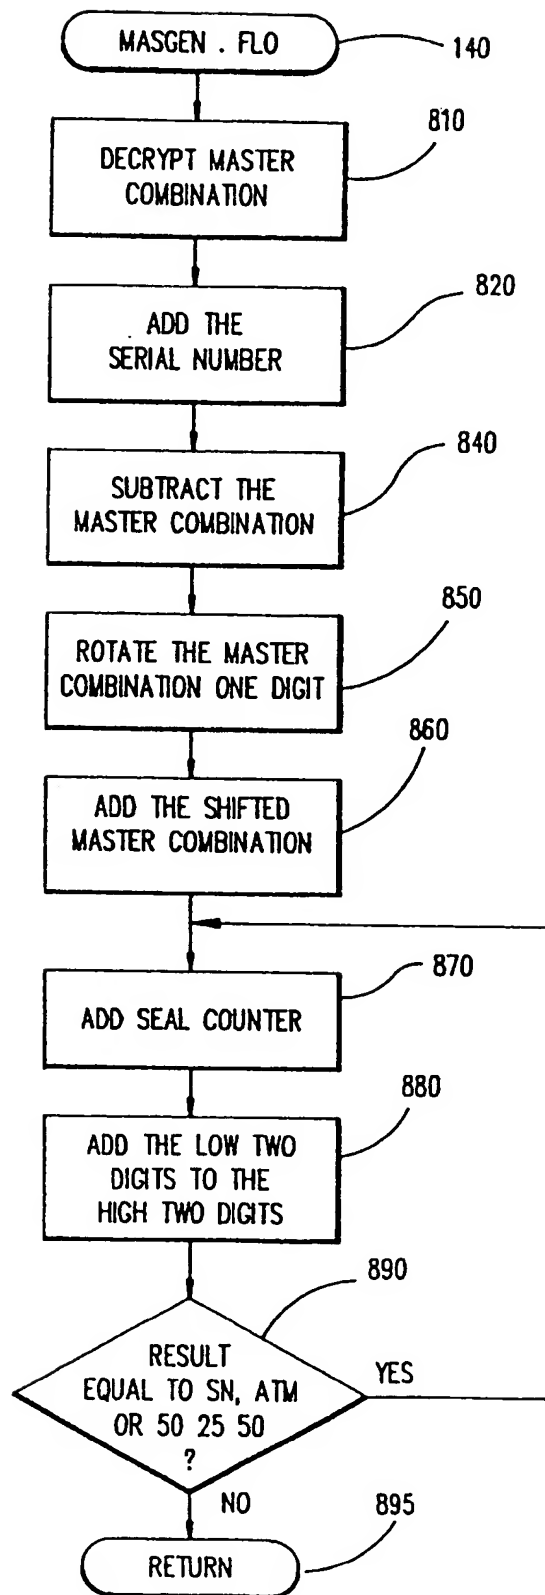 MASGEN . FLO
140
810
DECRYPT MASTER
COMBINATION
820
ADD THE
SERIAL NUMBER
840
SUBTRACT THE
MASTER COMBINATION
850
ROTATE THE MASTER
COMBINATION ONE DIGIT
860
ADD THE SHIFTED
MASTER COMBINATION
870
ADD SEAL COUNTER
880
ADD THE LOW TWO
DIGITS TO THE
HIGH TWO DIGITS
890
RESULT
EQUAL TO SN, ATM
OR 50 25 50
?
YES
NO
895
RETURN